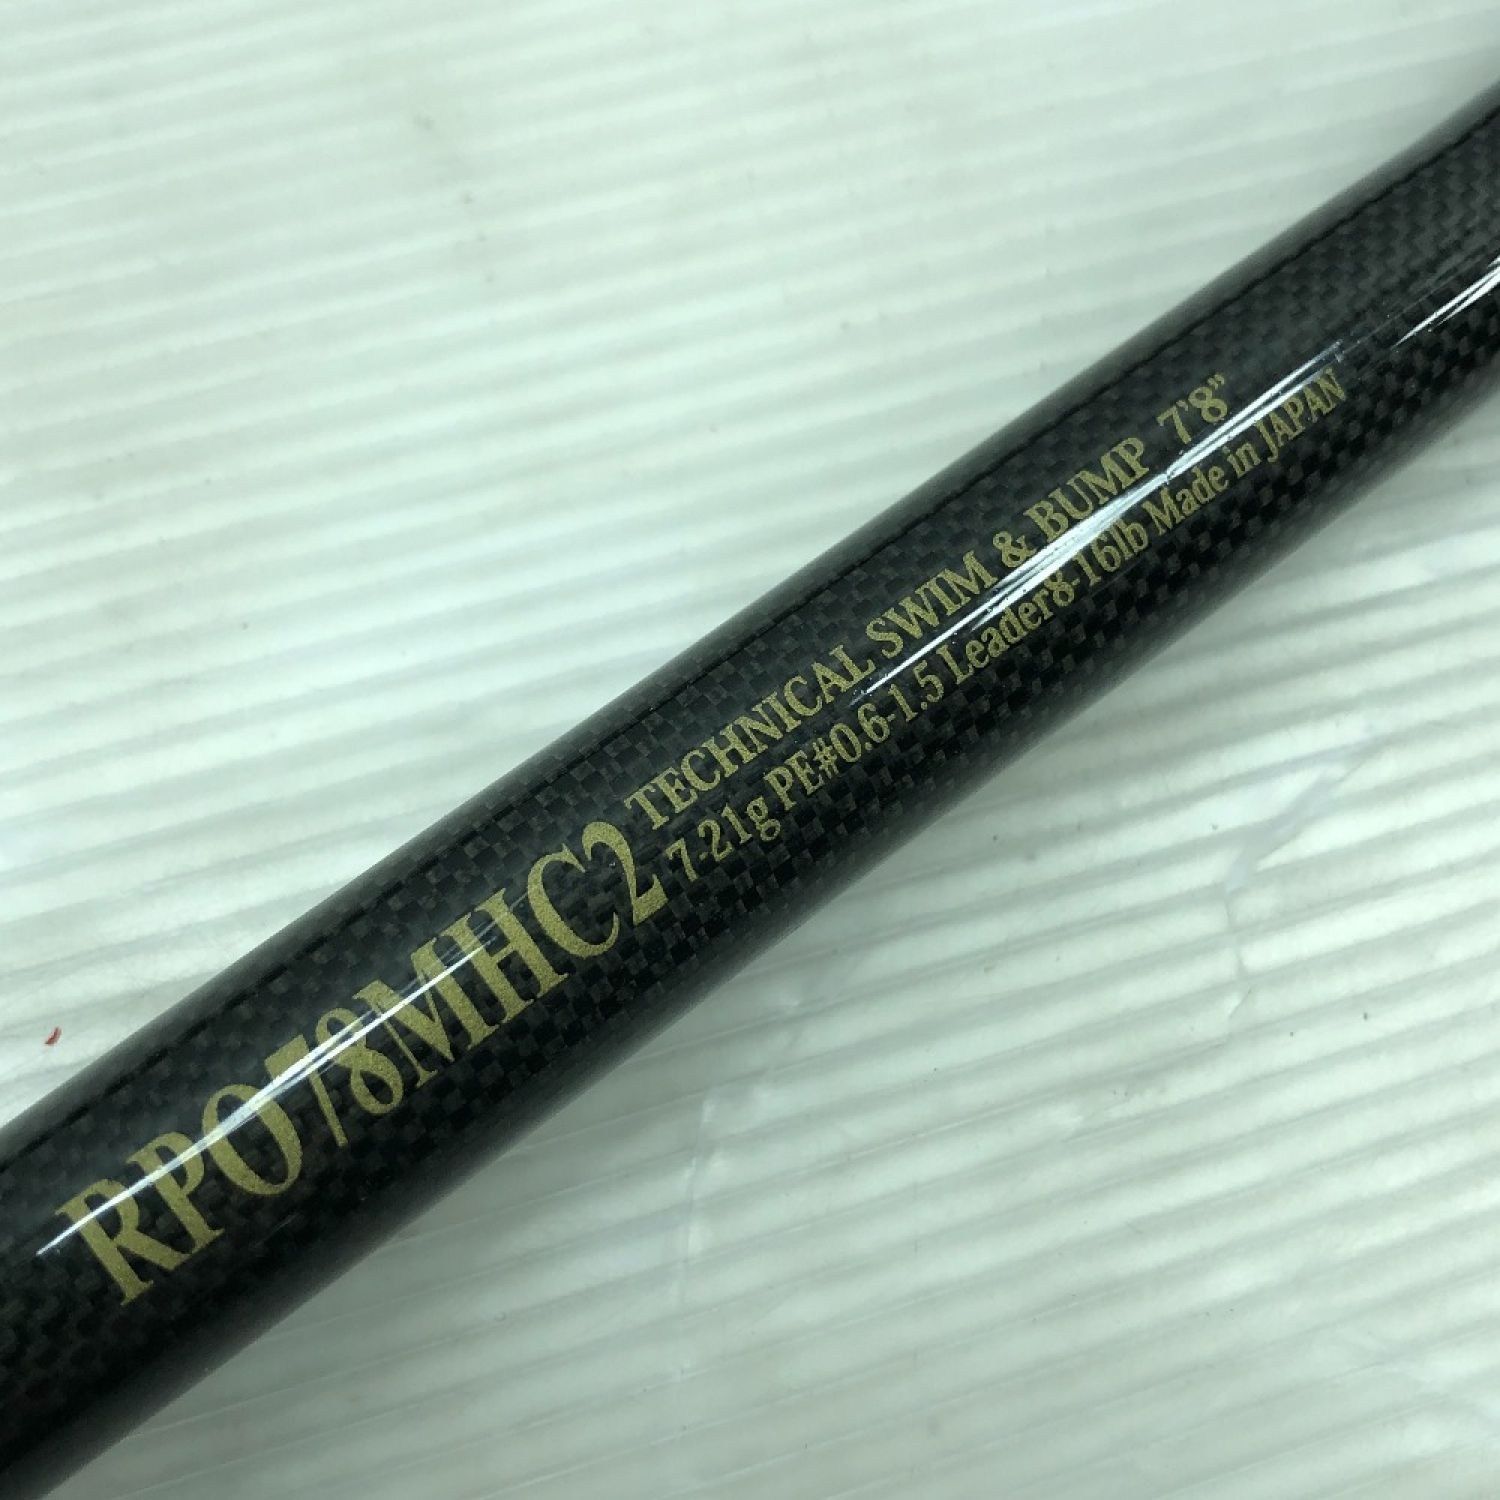 RPO78MHC2
TECHNICAL SWIM & BUMP 7'8"
7-21g PE#0.6-1.5 Leader8-16lb Made in JAPAN